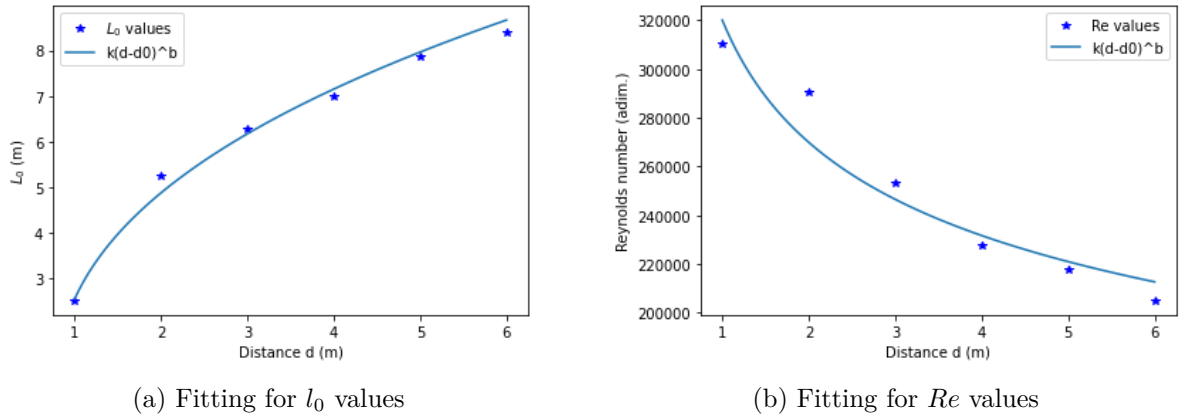 L₀ values
k(d-d0)^b
8
7
6
5
4
3
L₀ (m)
1 2 3 4 5 6
Distance d (m)
(a) Fitting for l₀ values
Re values
k(d-d0)^b
320000
300000
280000
260000
240000
220000
200000
Reynolds number (adim.)
1 2 3 4 5 6
Distance d (m)
(b) Fitting for Re values